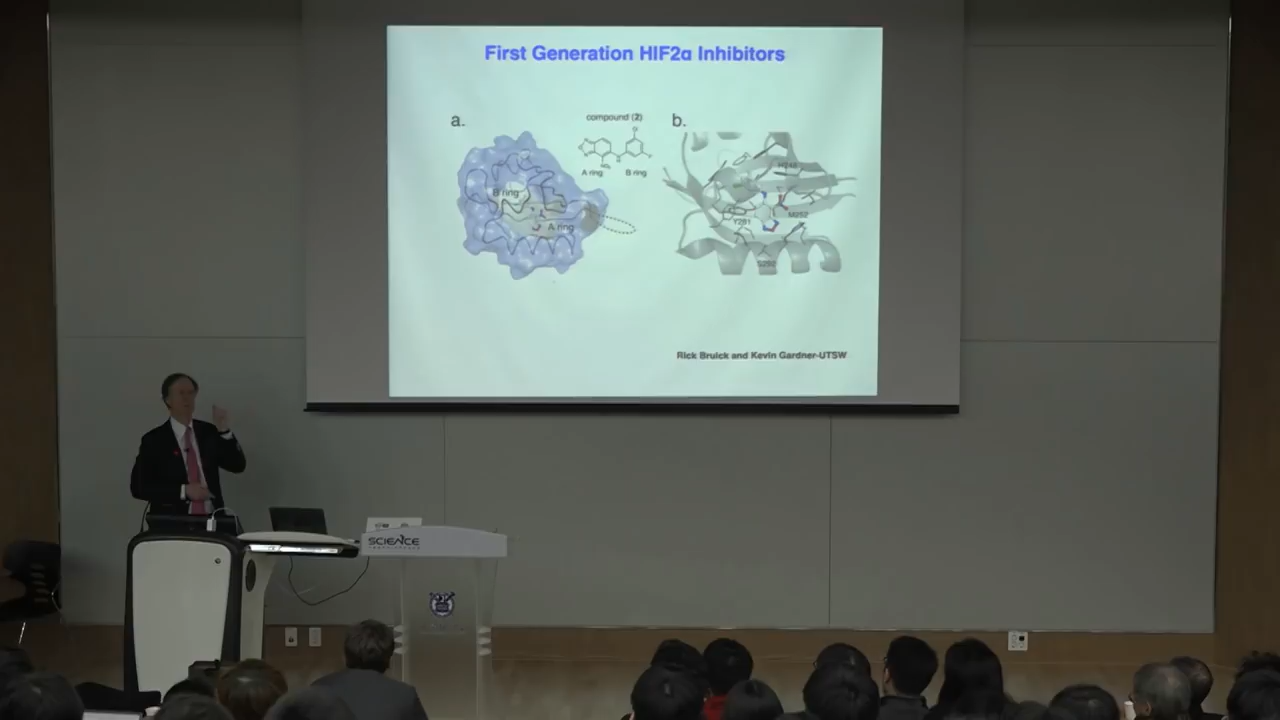 First Generation HIF2α Inhibitors
a.
compound (2)
A ring
B ring
B ring
A ring
b.
H248
M252
Y281
S292
Rick Bruick and Kevin Gardner-UTSW
SCIENCE